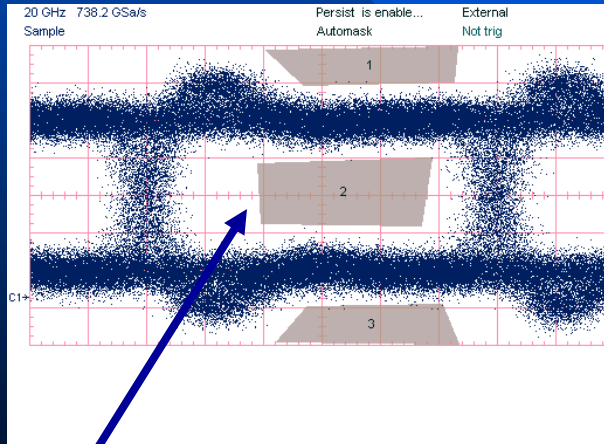 20 GHz 738.2 GSa/s Persist is enable... External
Sample Automask Not trig
1
2
C1
3